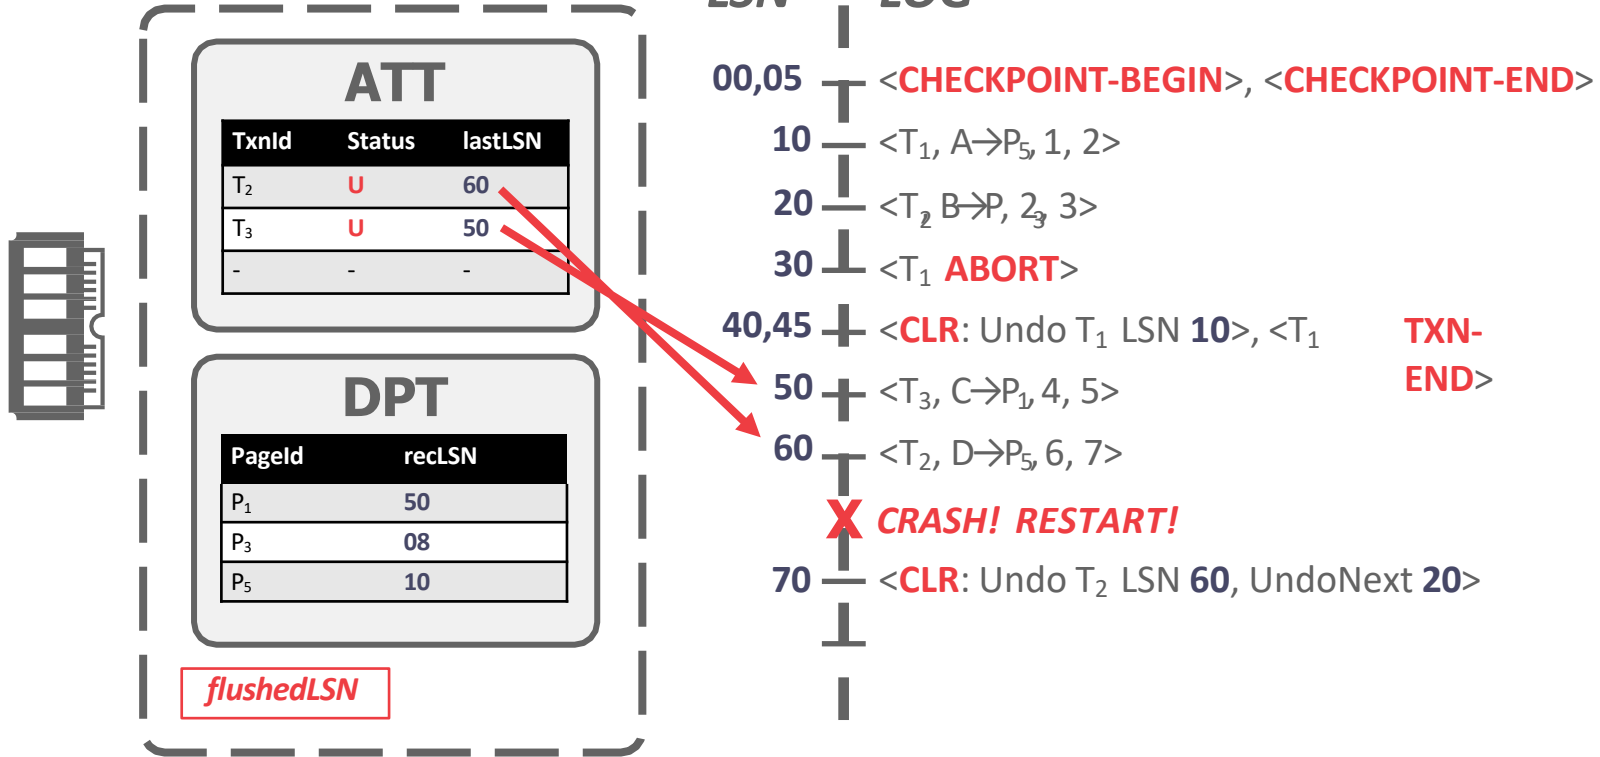 LSN LOG
ATT
TxnId Status lastLSN
T2 U 60
T3 U 50
- - -
DPT
PageId recLSN
P1 50
P3 08
P5 10
flushedLSN
00,05 <CHECKPOINT-BEGIN>, <CHECKPOINT-END>
10 <T1, A→P5, 1, 2>
20 <T2 B→P, 2,3, 3>
30 <T1 ABORT>
40,45 <CLR: Undo T1 LSN 10>, <T1 TXN-
END>
50 <T3, C→P1, 4, 5>
60 <T2, D→P5, 6, 7>
X CRASH! RESTART!
70 <CLR: Undo T2 LSN 60, UndoNext 20>